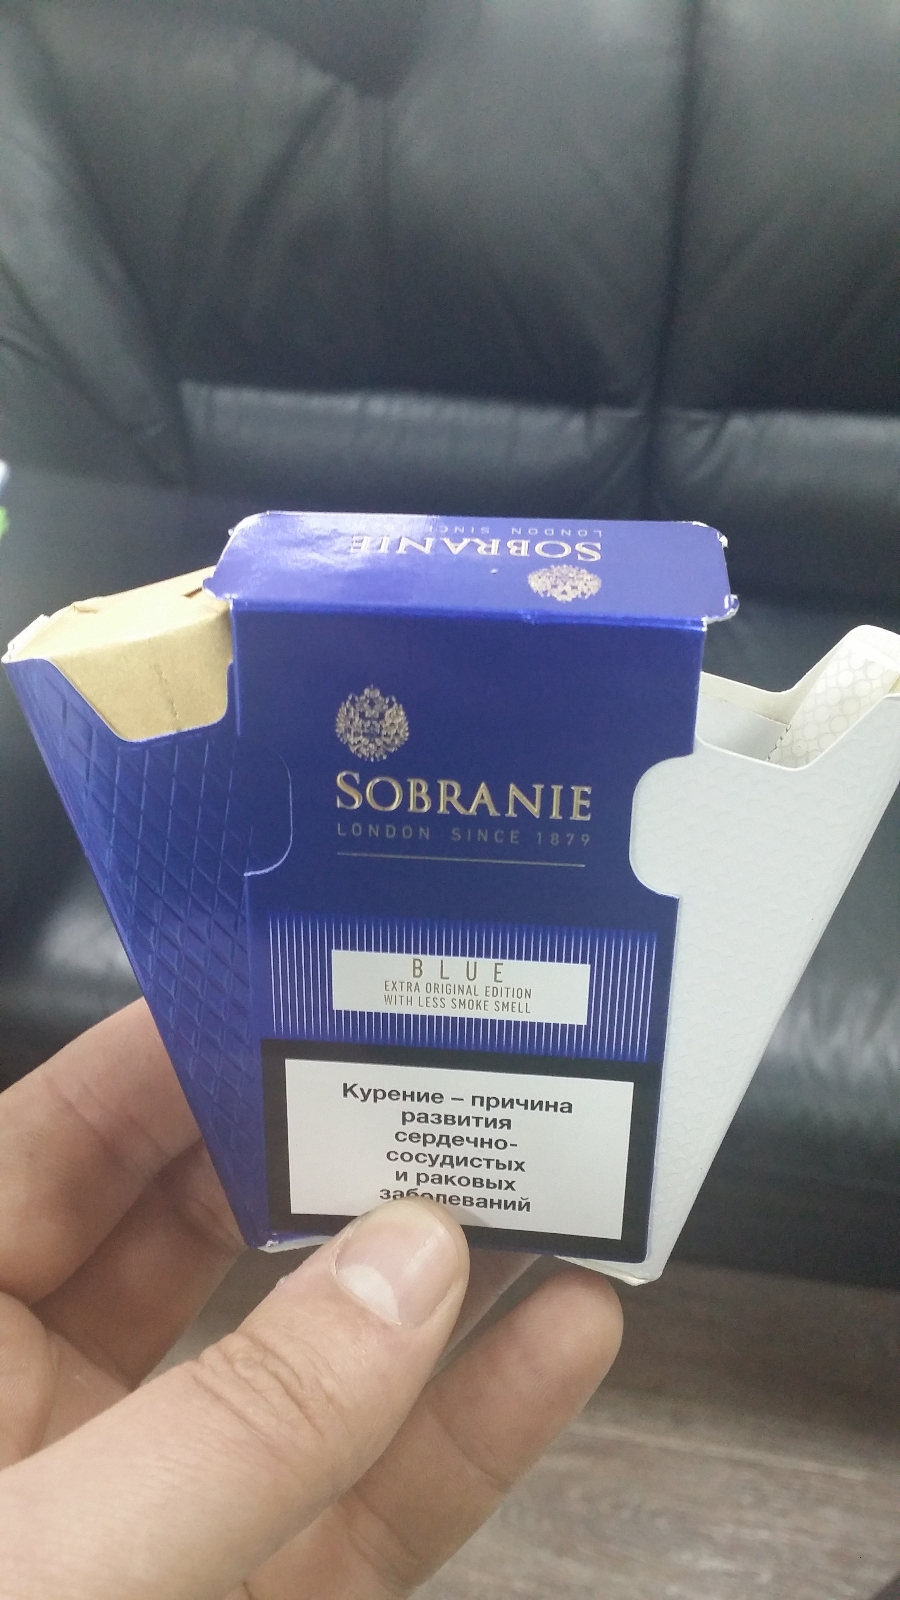 SOBRANIE
LONDON SINCE
SOBRANIE
LONDON SINCE 1879
BLUE
EXTRA ORIGINAL EDITION
WITH LESS SMOKE SMELL
Курение – причина
развития
сердечно-
сосудистых
и раковых
заболеваний